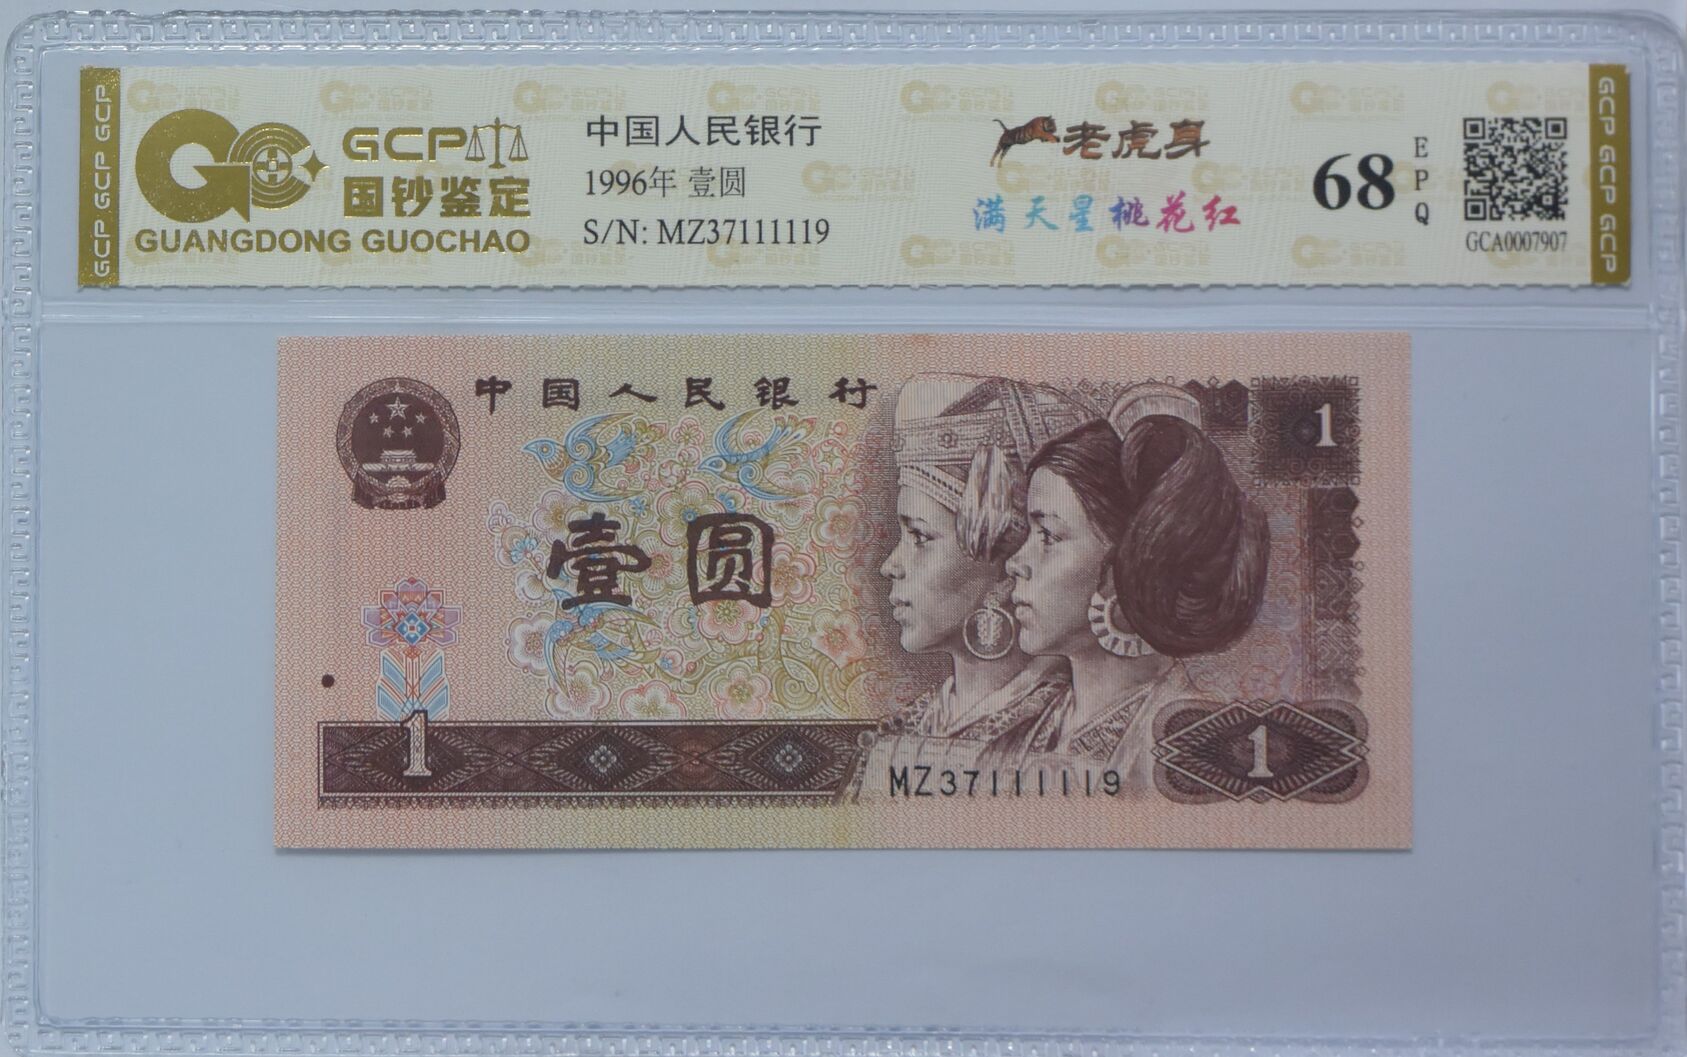 GCP GCP GCP
GCP
国钞鉴定
GUANGDONG GUOCHAO
中国人民银行
1996年 壹圆
S/N: MZ37111119
老虎身
满天星桃花红
68
EPQ
GCA0007907
GCP GCP GCP
中国人民银行
1
壹圆
1
MZ37111119
1